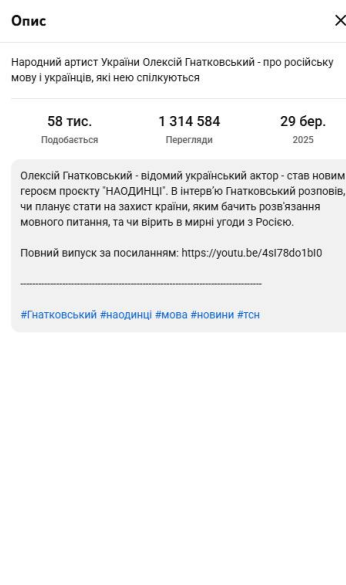 Опис
Народний артист України Олексій Гнатковський - про російську
мову і українців, які нею спілкуються
58 тис.
Подобається
1 314 584
Перегляди
29 бер.
2025
Олексій Гнатковський - відомий український актор - став новим
героєм проєкту "НАОДИНЦІ". В інтерв'ю Гнатковський розповів,
чи планує стати на захист країни, яким бачить розв'язання
мовного питання, та чи вірить в мирні угоди з Росією.
Повний випуск за посиланням: https://youtu.be/4sI78do1bI0
#Гнатковський #наодинці #мова #новини #тсн